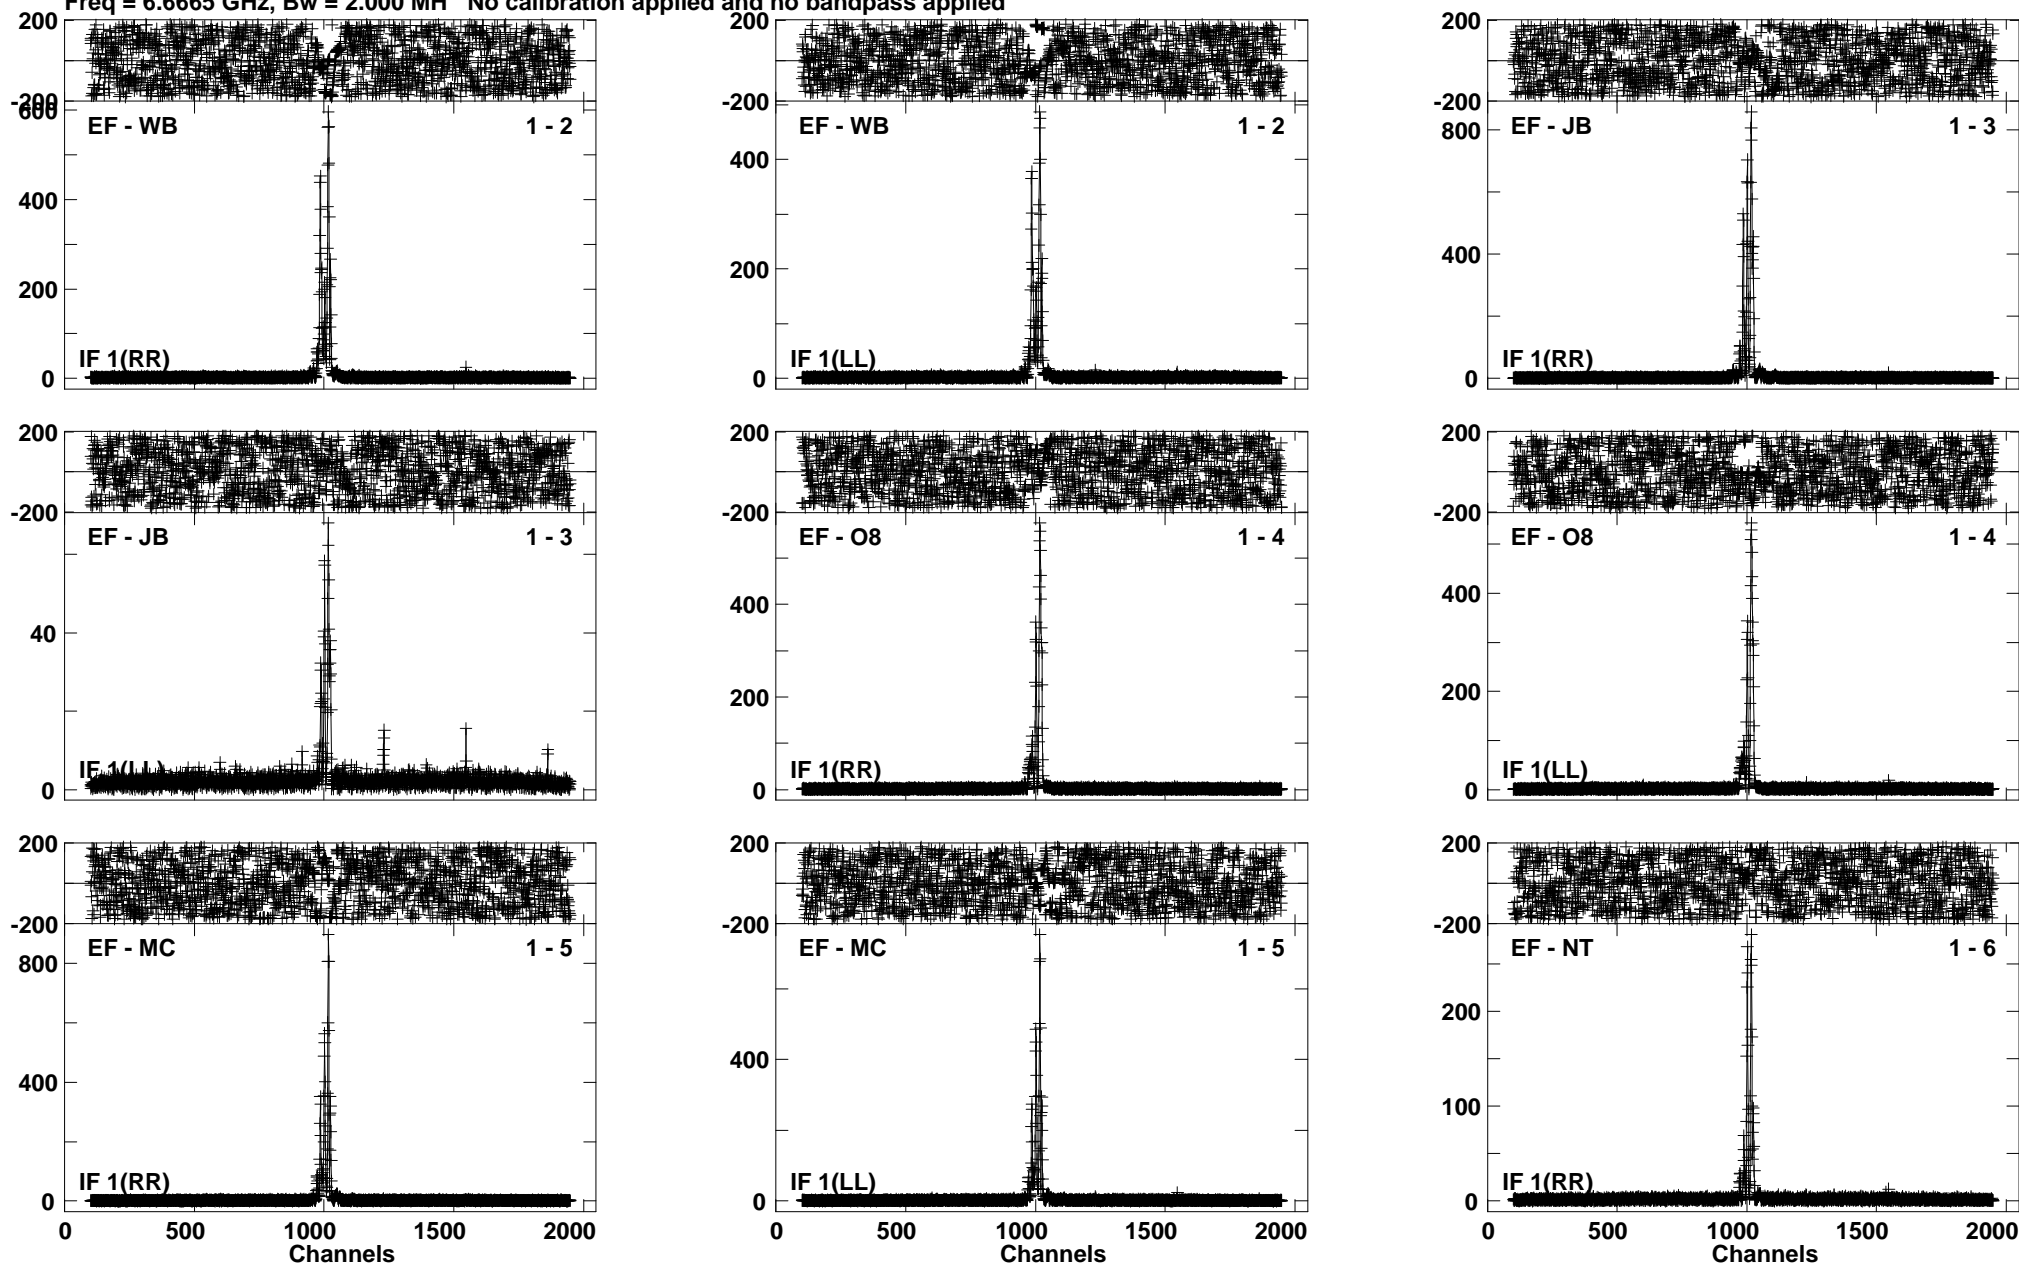 Freq = 6.6665 GHz, Bw = 2.000 MH No calibration applied and no bandpass applied
200
-200
600
400
200
0
EF - WB 1 - 2
IF 1(RR)
200
-200
400
200
0
EF - WB 1 - 2
IF 1(LL)
200
-200
800
400
0
EF - JB 1 - 3
IF 1(RR)
200
-200
40
0
EF - JB 1 - 3
IF 1(LL)
200
-200
400
200
0
EF - O8 1 - 4
IF 1(RR)
200
-200
400
200
0
EF - O8 1 - 4
IF 1(LL)
200
-200
800
400
0
EF - MC 1 - 5
IF 1(RR)
0 500 1000 1500 2000
Channels
200
-200
400
0
EF - MC 1 - 5
IF 1(LL)
0 500 1000 1500 2000
Channels
200
-200
200
100
0
EF - NT 1 - 6
IF 1(RR)
0 500 1000 1500 2000
Channels